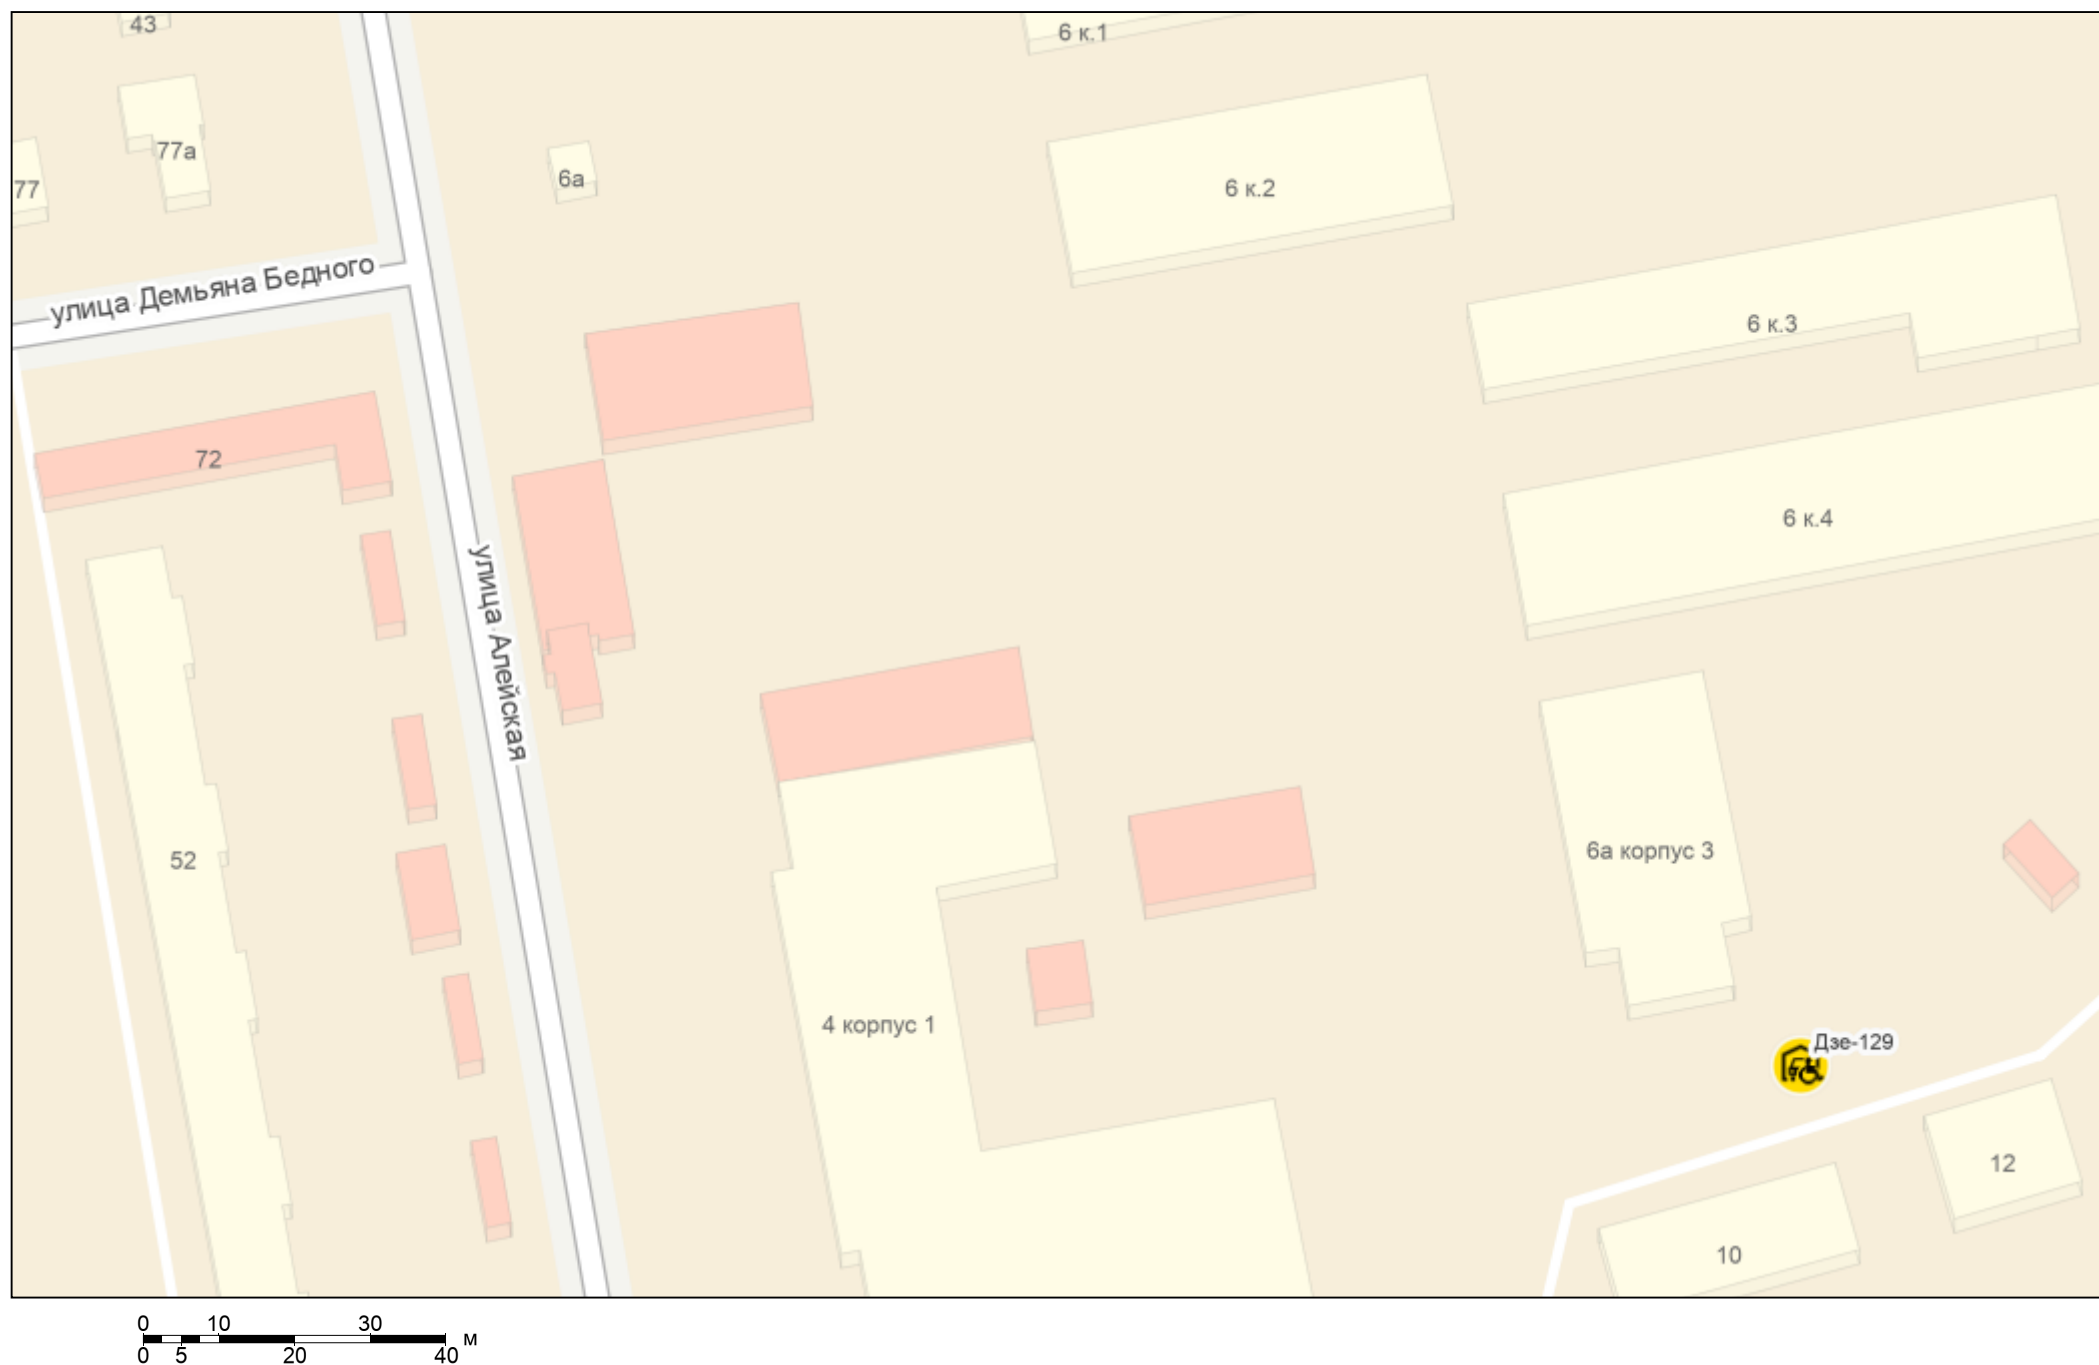 43
6 к.1
77а
77
6а
6 к.2
улица Демьяна Бедного
6 к.3
72
6 к.4
улица Алейская
52
6а корпус 3
4 корпус 1
Дзе-129
12
10
0 10 30 м
0 5 20 40